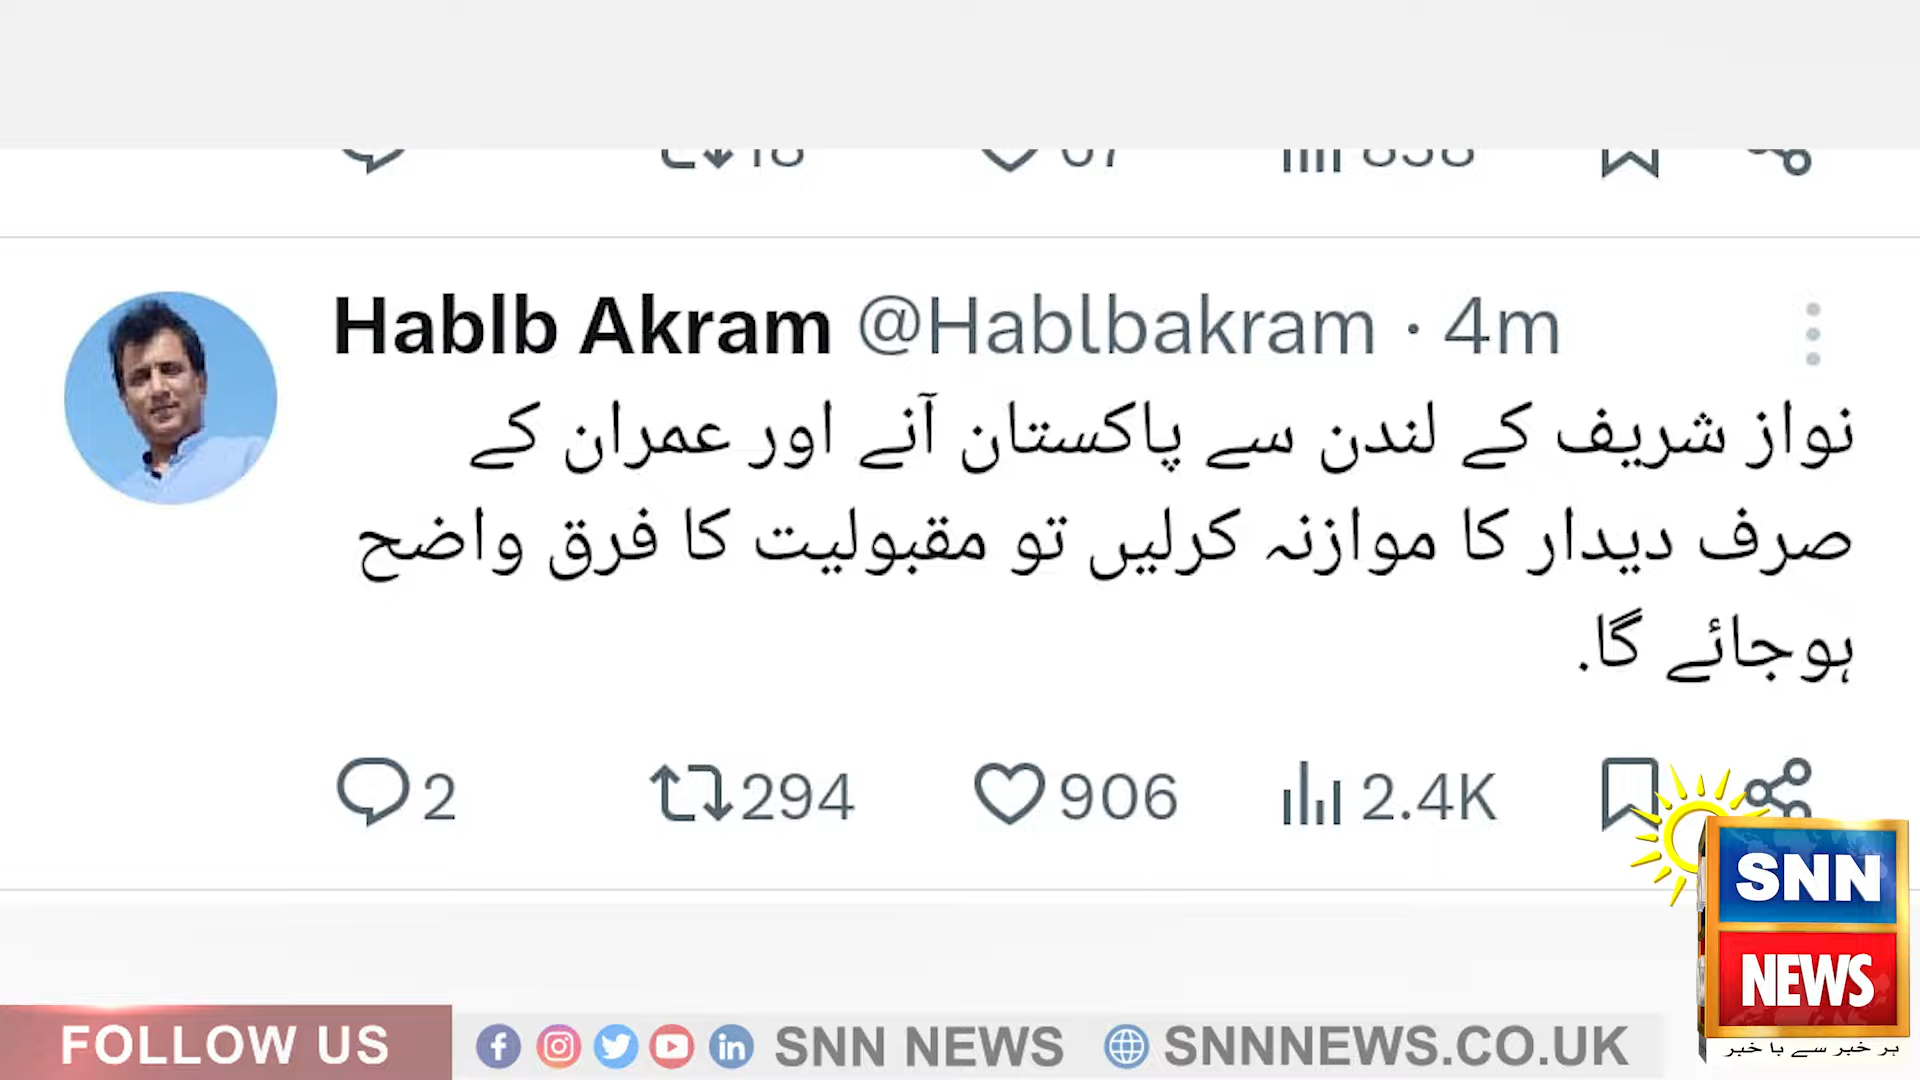 Hablb Akram @Hablbakram · 4m
نواز شریف کے لندن سے پاکستان آنے اور عمران کے
صرف دیدار کا موازنہ کرلیں تو مقبولیت کا فرق واضح
ہوجائے گا.
2 294 906 2.4K
SNN
NEWS
ہر خبر سے با خبر
FOLLOW US SNN NEWS SNNNEWS.CO.UK